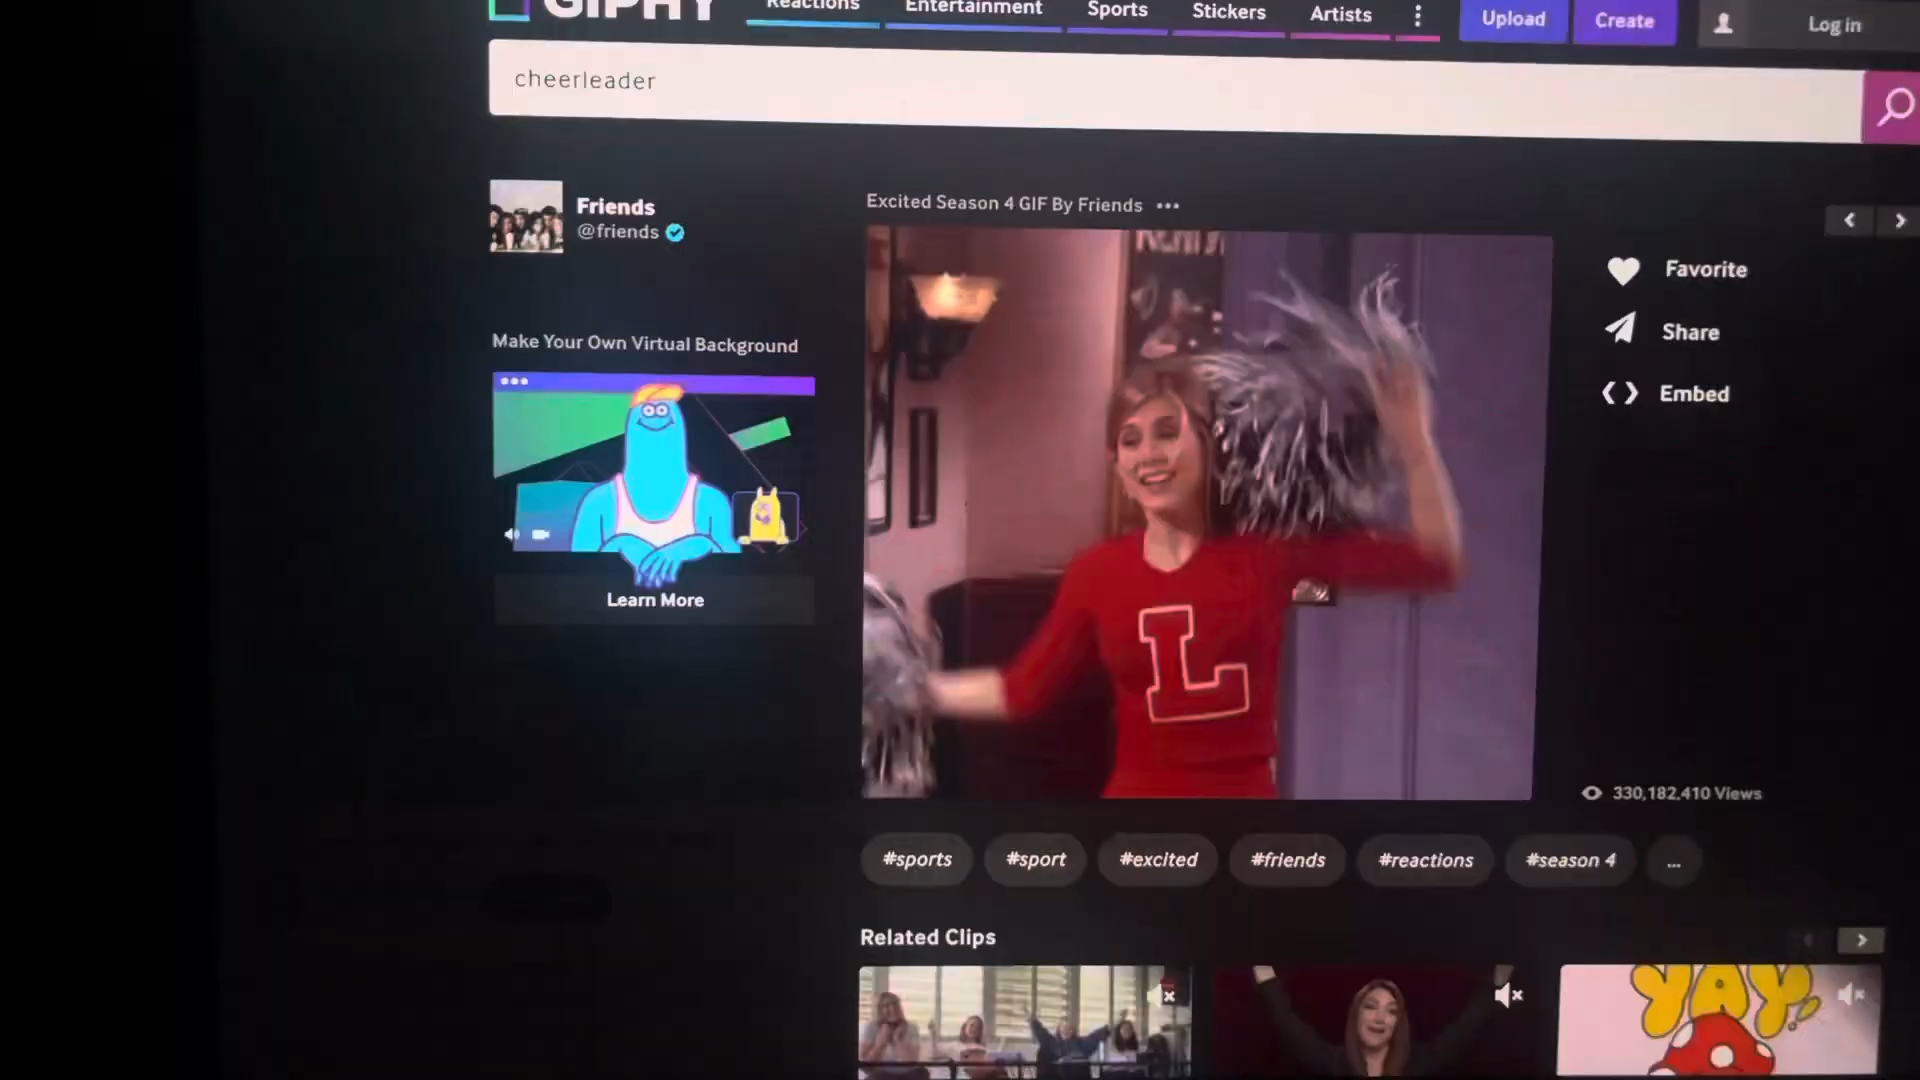 GIPHY
Reactions
Entertainment
Sports
Stickers
Artists
Upload
Create
Log in
cheerleader
Friends
@friends
Make Your Own Virtual Background
Learn More
Excited Season 4 GIF By Friends
L
Favorite
Share
Embed
330,182,410 Views
#sports
#sport
#excited
#friends
#reactions
#season 4
...
Related Clips
YAY!